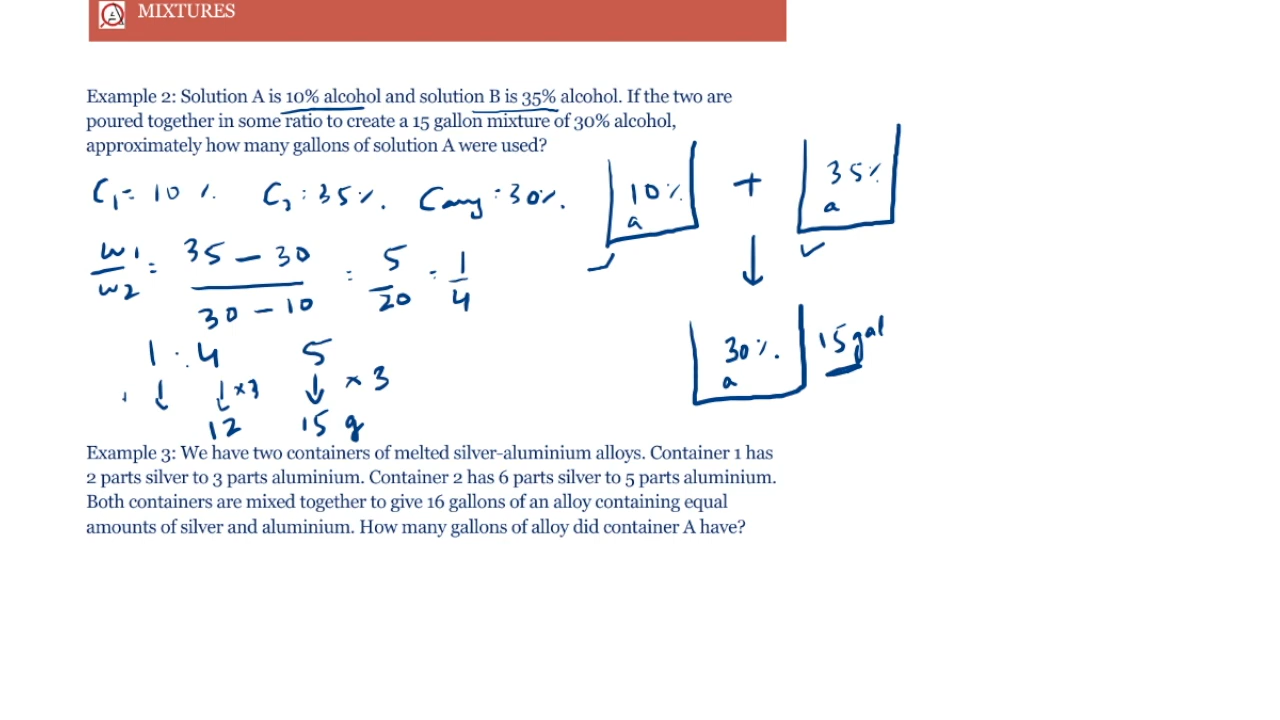 MIXTURES
Example 2: Solution A is 10% alcohol and solution B is 35% alcohol. If the two are
poured together in some ratio to create a 15 gallon mixture of 30% alcohol,
approximately how many gallons of solution A were used?
C1 = 10 %. C2 : 35%. Cavg : 30%.
10% a + 35% a
w1/w2 = 35 - 30 / 30 - 10 = 5/20 = 1/4
30%. a 15 gal
1 : 4 5
×3 × 3
12 15 g
Example 3: We have two containers of melted silver-aluminium alloys. Container 1 has
2 parts silver to 3 parts aluminium. Container 2 has 6 parts silver to 5 parts aluminium.
Both containers are mixed together to give 16 gallons of an alloy containing equal
amounts of silver and aluminium. How many gallons of alloy did container A have?